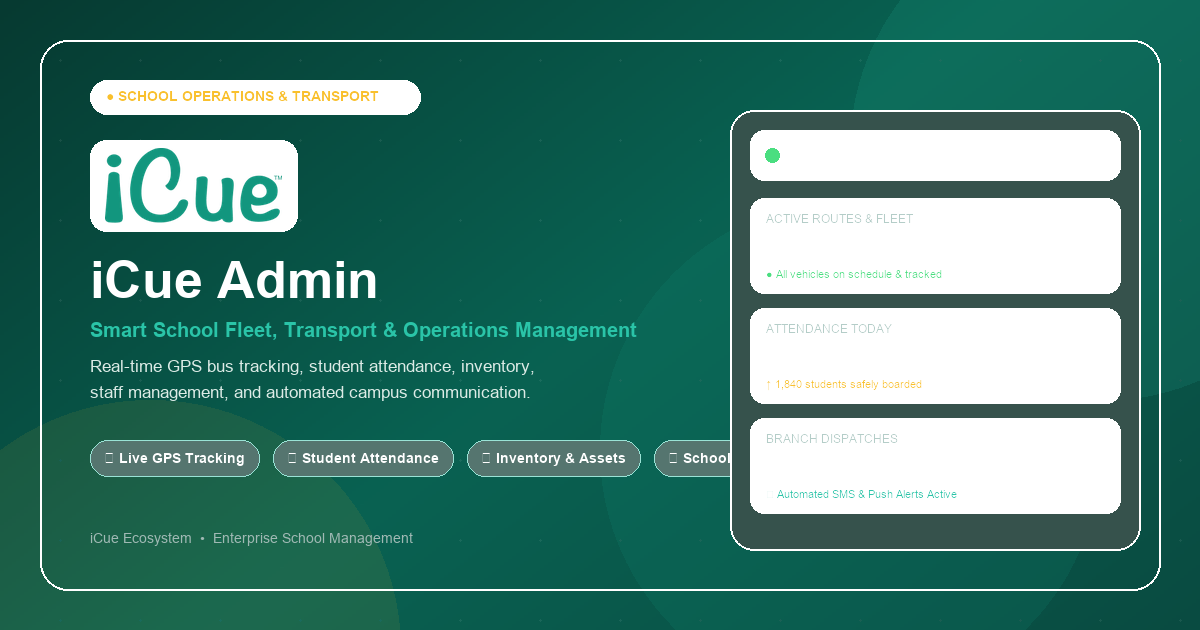 ● SCHOOL OPERATIONS & TRANSPORT
iCue™
iCue Admin
Smart School Fleet, Transport & Operations Management
Real-time GPS bus tracking, student attendance, inventory,
staff management, and automated campus communication.
Live GPS Tracking
Student Attendance
Inventory & Assets
School
iCue Ecosystem • Enterprise School Management
ACTIVE ROUTES & FLEET
● All vehicles on schedule & tracked
ATTENDANCE TODAY
↑ 1,840 students safely boarded
BRANCH DISPATCHES
Automated SMS & Push Alerts Active